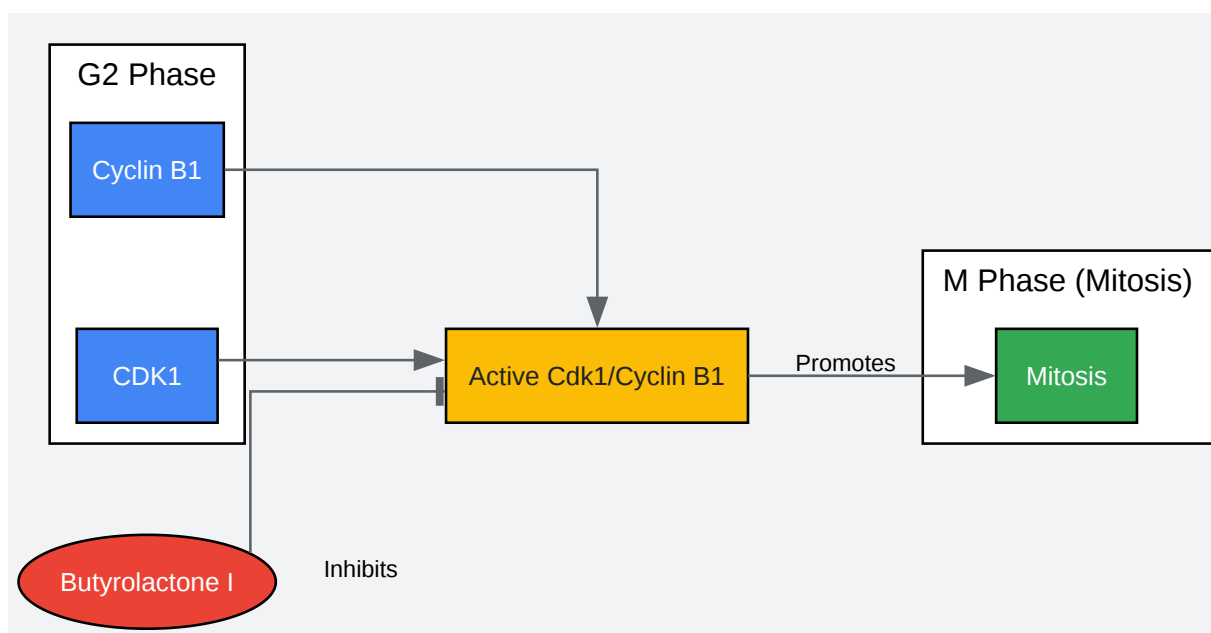 G2 Phase
Cyclin B1
CDK1
Active Cdk1/Cyclin B1
Promotes
M Phase (Mitosis)
Mitosis
Butyrolactone I
Inhibits